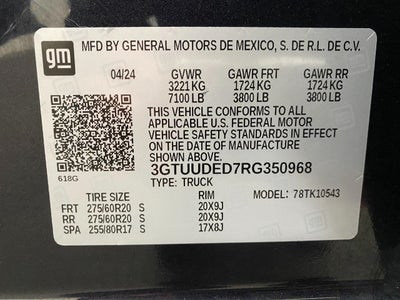 gm MFD BY GENERAL MOTORS DE MEXICO, S. DE R.L. DE C.V.
04/24 GVWR GAWR FRT GAWR RR
3221 KG 1724 KG 1724 KG
7100 LB 3800 LB 3800 LB
THIS VEHICLE CONFORMS TO ALL
APPLICABLE U.S. FEDERAL MOTOR
VEHICLE SAFETY STANDARDS IN EFFECT
ON THE DATE OF MANUFACTURE
SHOWN ABOVE.
3GTUUDED7RG350968
618G TYPE: TRUCK
MODEL: 78TK10543
TIRE SIZE RIM
FRT 275/60R20 S 20X9J
RR 275/60R20 S 20X9J
SPA 255/80R17 S 17X8J